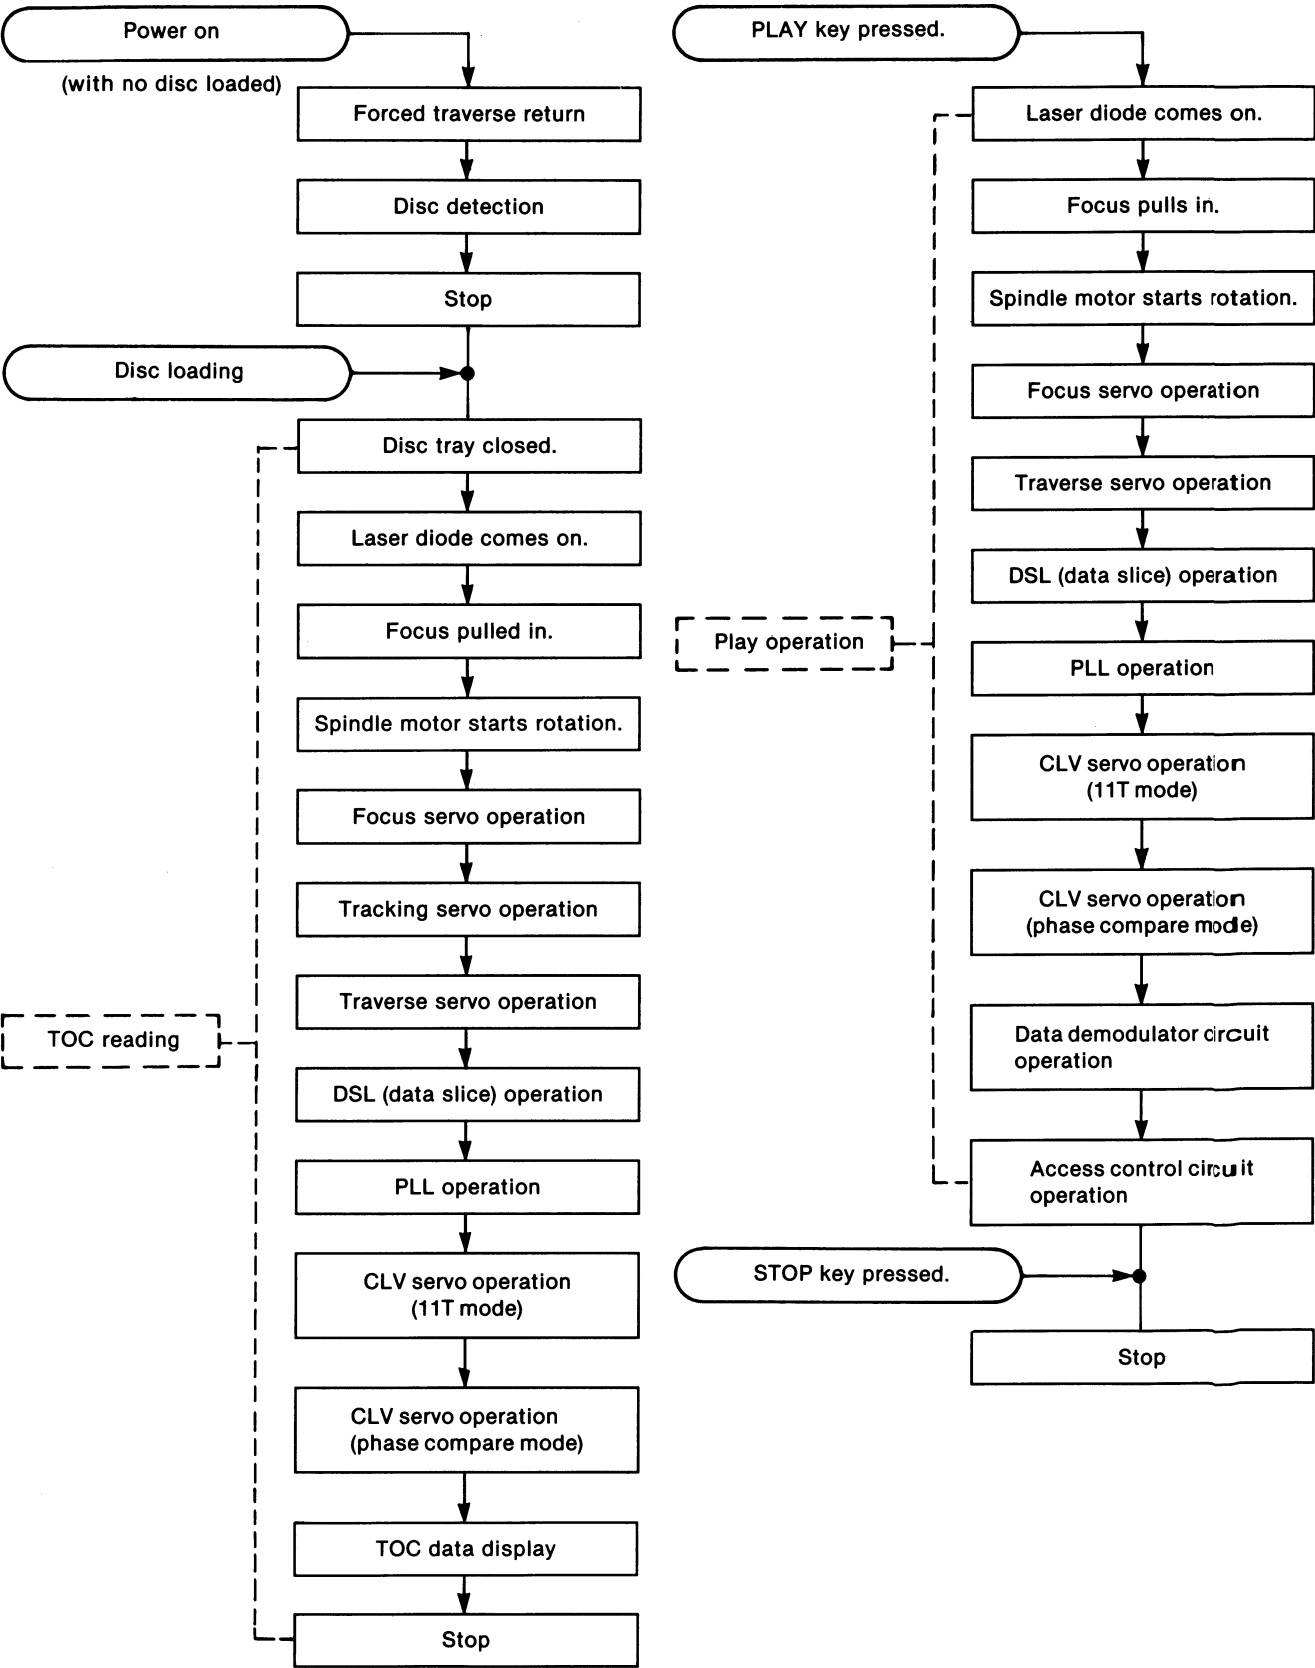 Power on
(with no disc loaded)
Forced traverse return
Disc detection
Stop
Disc loading
Disc tray closed.
Laser diode comes on.
Focus pulled in.
Spindle motor starts rotation.
Focus servo operation
Tracking servo operation
Traverse servo operation
TOC reading
DSL (data slice) operation
PLL operation
CLV servo operation
(11T mode)
CLV servo operation
(phase compare mode)
TOC data display
Stop
PLAY key pressed.
Laser diode comes on.
Focus pulls in.
Spindle motor starts rotation.
Focus servo operation
Traverse servo operation
DSL (data slice) operation
Play operation
PLL operation
CLV servo operation
(11T mode)
CLV servo operation
(phase compare mode)
Data demodulator circuit
operation
Access control circuit
operation
STOP key pressed.
Stop